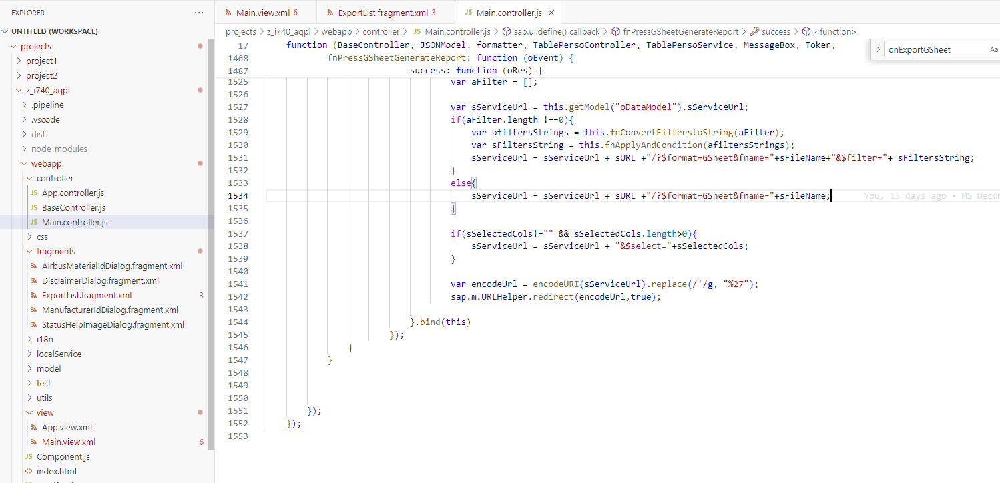 EXPLORER
UNTITLED (WORKSPACE)
projects
project1
project2
z_i740_aqpl
.pipeline
.vscode
dist
node_modules
webapp
controller
JS App.controller.js
JS BaseController.js
JS Main.controller.js
css
fragments
AirbusMaterialIdDialog.fragment.xml
DisclaimerDialog.fragment.xml
ExportList.fragment.xml 3
ManufacturerIdDialog.fragment.xml
StatusHelpImageDialog.fragment.xml
i18n
localService
model
test
utils
view
App.view.xml
Main.view.xml 6
JS Component.js
index.html
Main.view.xml 6 ExportList.fragment.xml 3 JS Main.controller.js
projects > z_i740_aqpl > webapp > controller > JS Main.controller.js > sap.ui.define() callback > fnPressGSheetGenerateReport > success > <function>
17 function (BaseController, JSONModel, formatter, TablePersoController, TablePersoService, MessageBox, Token,
onExportGSheet Aa
1468 fnPressGSheetGenerateReport: function (oEvent) {
1487 success: function (oRes) {
1525 var aFilter = [];
1526
1527 var sServiceUrl = this.getModel("oDataModel").sServiceUrl;
1528 if(aFilter.length !==0){
1529 var afiltersStrings = this.fnConvertFilterstoString(aFilter);
1530 var sFiltersString = this.fnApplyAndCondition(afiltersStrings);
1531 sServiceUrl = sServiceUrl + sURL +"/?$format=GSheet&fname="+sFileName+"&$filter="+ sFiltersString;
1532 }
1533 else{
1534 sServiceUrl = sServiceUrl + sURL +"/?$format=GSheet&fname="+sFileName; You, 13 days ago • MS Decor
1535 }
1536
1537 if(sSelectedCols!="" && sSelectedCols.length>0){
1538 sServiceUrl = sServiceUrl + "&$select="+sSelectedCols;
1539 }
1540
1541 var encodeUrl = encodeURI(sServiceUrl).replace(/'/g, "%27");
1542 sap.m.URLHelper.redirect(encodeUrl,true);
1543
1544 }.bind(this)
1545 });
1546 }
1547 }
1548
1549
1550
1551 });
1552 });
1553